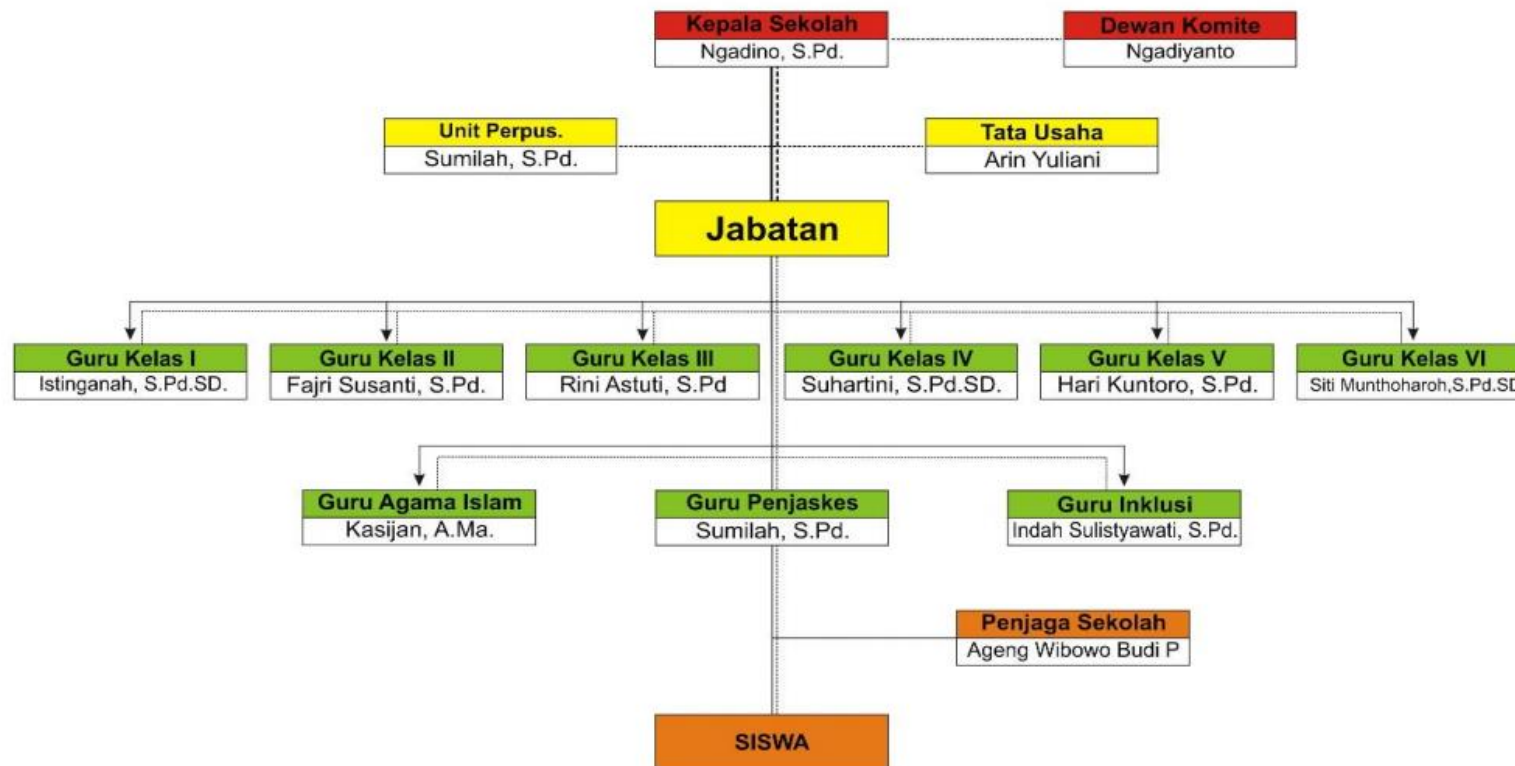 Kepala Sekolah
Ngadino, S.Pd.
Dewan Komite
Ngadiyanto
Unit Perpus.
Sumilah, S.Pd.
Tata Usaha
Arin Yuliani
Jabatan
Guru Kelas I
Istinganah, S.Pd.SD.
Guru Kelas II
Fajri Susanti, S.Pd.
Guru Kelas III
Rini Astuti, S.Pd
Guru Kelas IV
Suhartini, S.Pd.SD.
Guru Kelas V
Hari Kuntoro, S.Pd.
Guru Kelas VI
Siti Munthoharoh,S.Pd.SD
Guru Agama Islam
Kasijan, A.Ma.
Guru Penjaskes
Sumilah, S.Pd.
Guru Inklusi
Indah Sulistyawati, S.Pd.
Penjaga Sekolah
Ageng Wibowo Budi P
SISWA